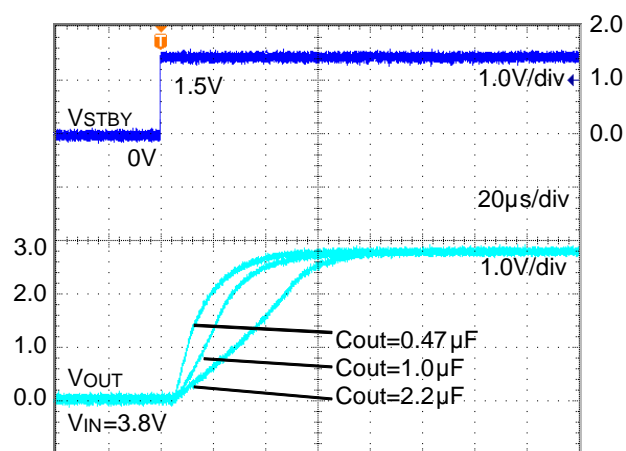 T
2.0
1.5V
1.0V/div
1.0
VSTBY
0.0
0V
20µs/div
3.0
1.0V/div
2.0
Cout=0.47µF
1.0
Cout=1.0µF
VOUT
Cout=2.2µF
0.0
VIN=3.8V